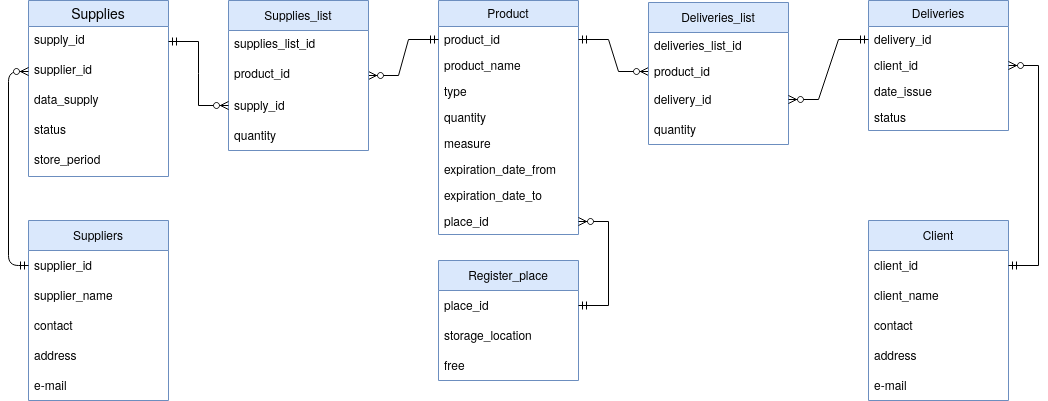 Supplies
supply_id
supplier_id
data_supply
status
store_period
Supplies_list
supplies_list_id
product_id
supply_id
quantity
Product
product_id
product_name
type
quantity
measure
expiration_date_from
expiration_date_to
place_id
Deliveries_list
deliveries_list_id
product_id
delivery_id
quantity
Deliveries
delivery_id
client_id
date_issue
status
Suppliers
supplier_id
supplier_name
contact
address
e-mail
Register_place
place_id
storage_location
free
Client
client_id
client_name
contact
address
e-mail